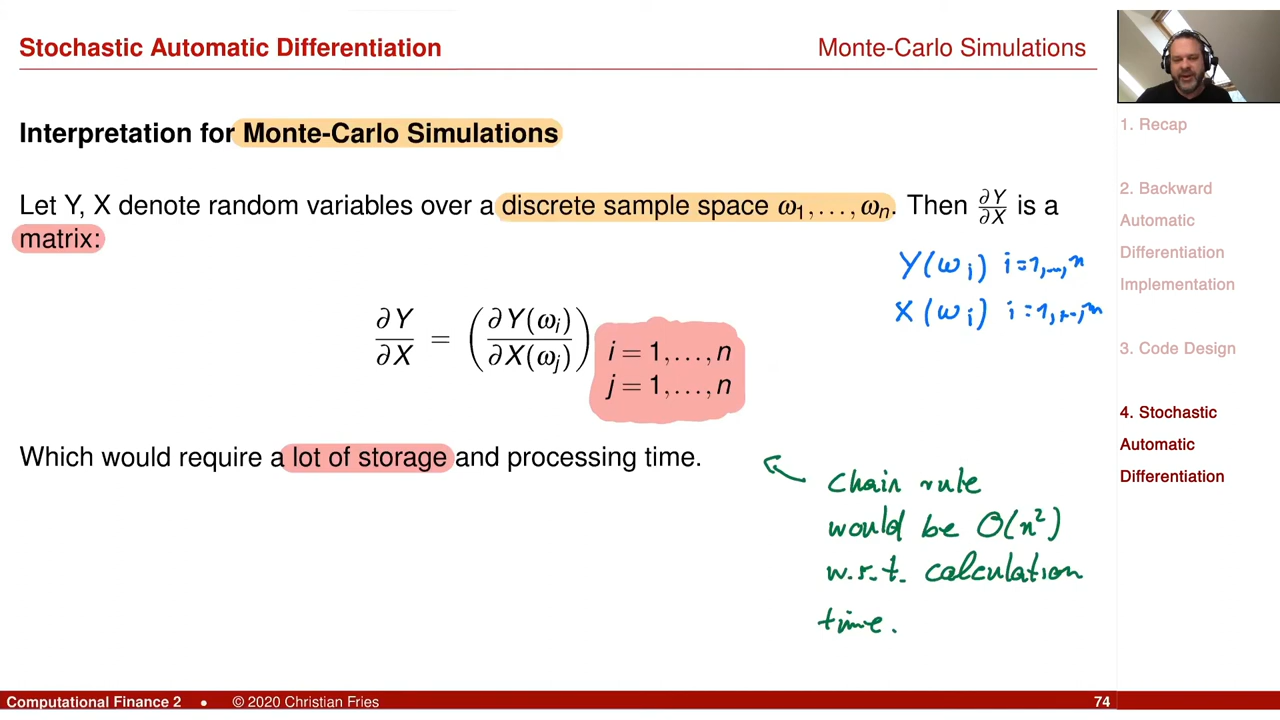 Stochastic Automatic Differentiation
Monte-Carlo Simulations
Interpretation for Monte-Carlo Simulations
Let Y, X denote random variables over a discrete sample space ω₁,…,ωₙ. Then ∂Y/∂X is a
matrix:
Y(ωᵢ) i=1,...,n
X(ωᵢ) i=1,...,n
∂Y/∂X = (∂Y(ωᵢ)/∂X(ωⱼ)) i = 1,…,n
j = 1,…,n
Which would require a lot of storage and processing time.
chain rule
would be O(n²)
w.r.t. calculation
time.
1. Recap
2. Backward
Automatic
Differentiation
Implementation
3. Code Design
4. Stochastic
Automatic
Differentiation
Computational Finance 2 • © 2020 Christian Fries 74